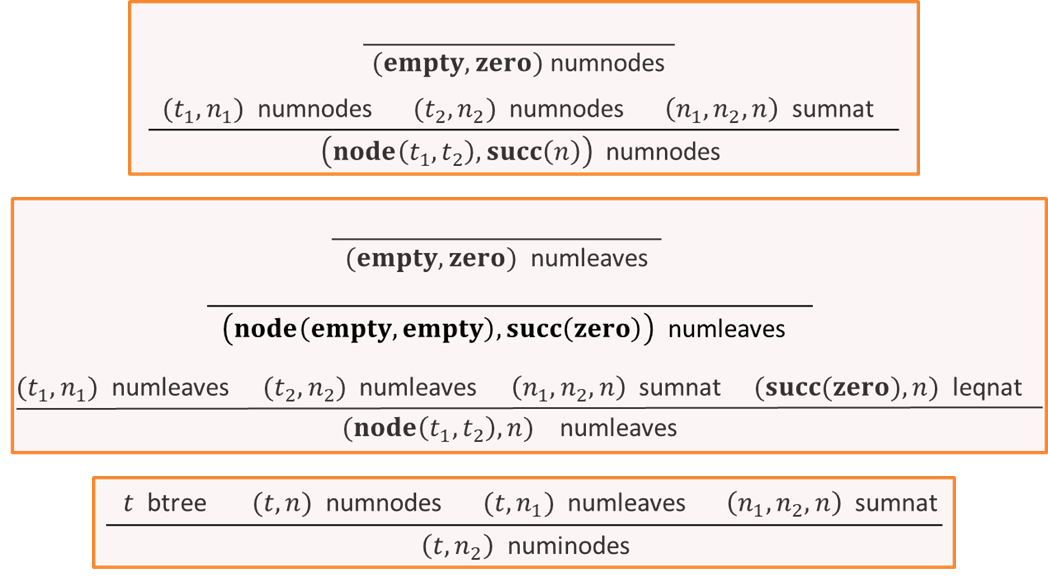 (empty, zero) numnodes
(t₁, n₁) numnodes (t₂, n₂) numnodes (n₁, n₂, n) sumnat
(node(t₁, t₂), succ(n)) numnodes
(empty, zero) numleaves
(node(empty, empty), succ(zero)) numleaves
(t₁, n₁) numleaves (t₂, n₂) numleaves (n₁, n₂, n) sumnat (succ(zero), n) leqnat
(node(t₁, t₂), n) numleaves
t btree (t, n) numnodes (t, n₁) numleaves (n₁, n₂, n) sumnat
(t, n₂) numinodes